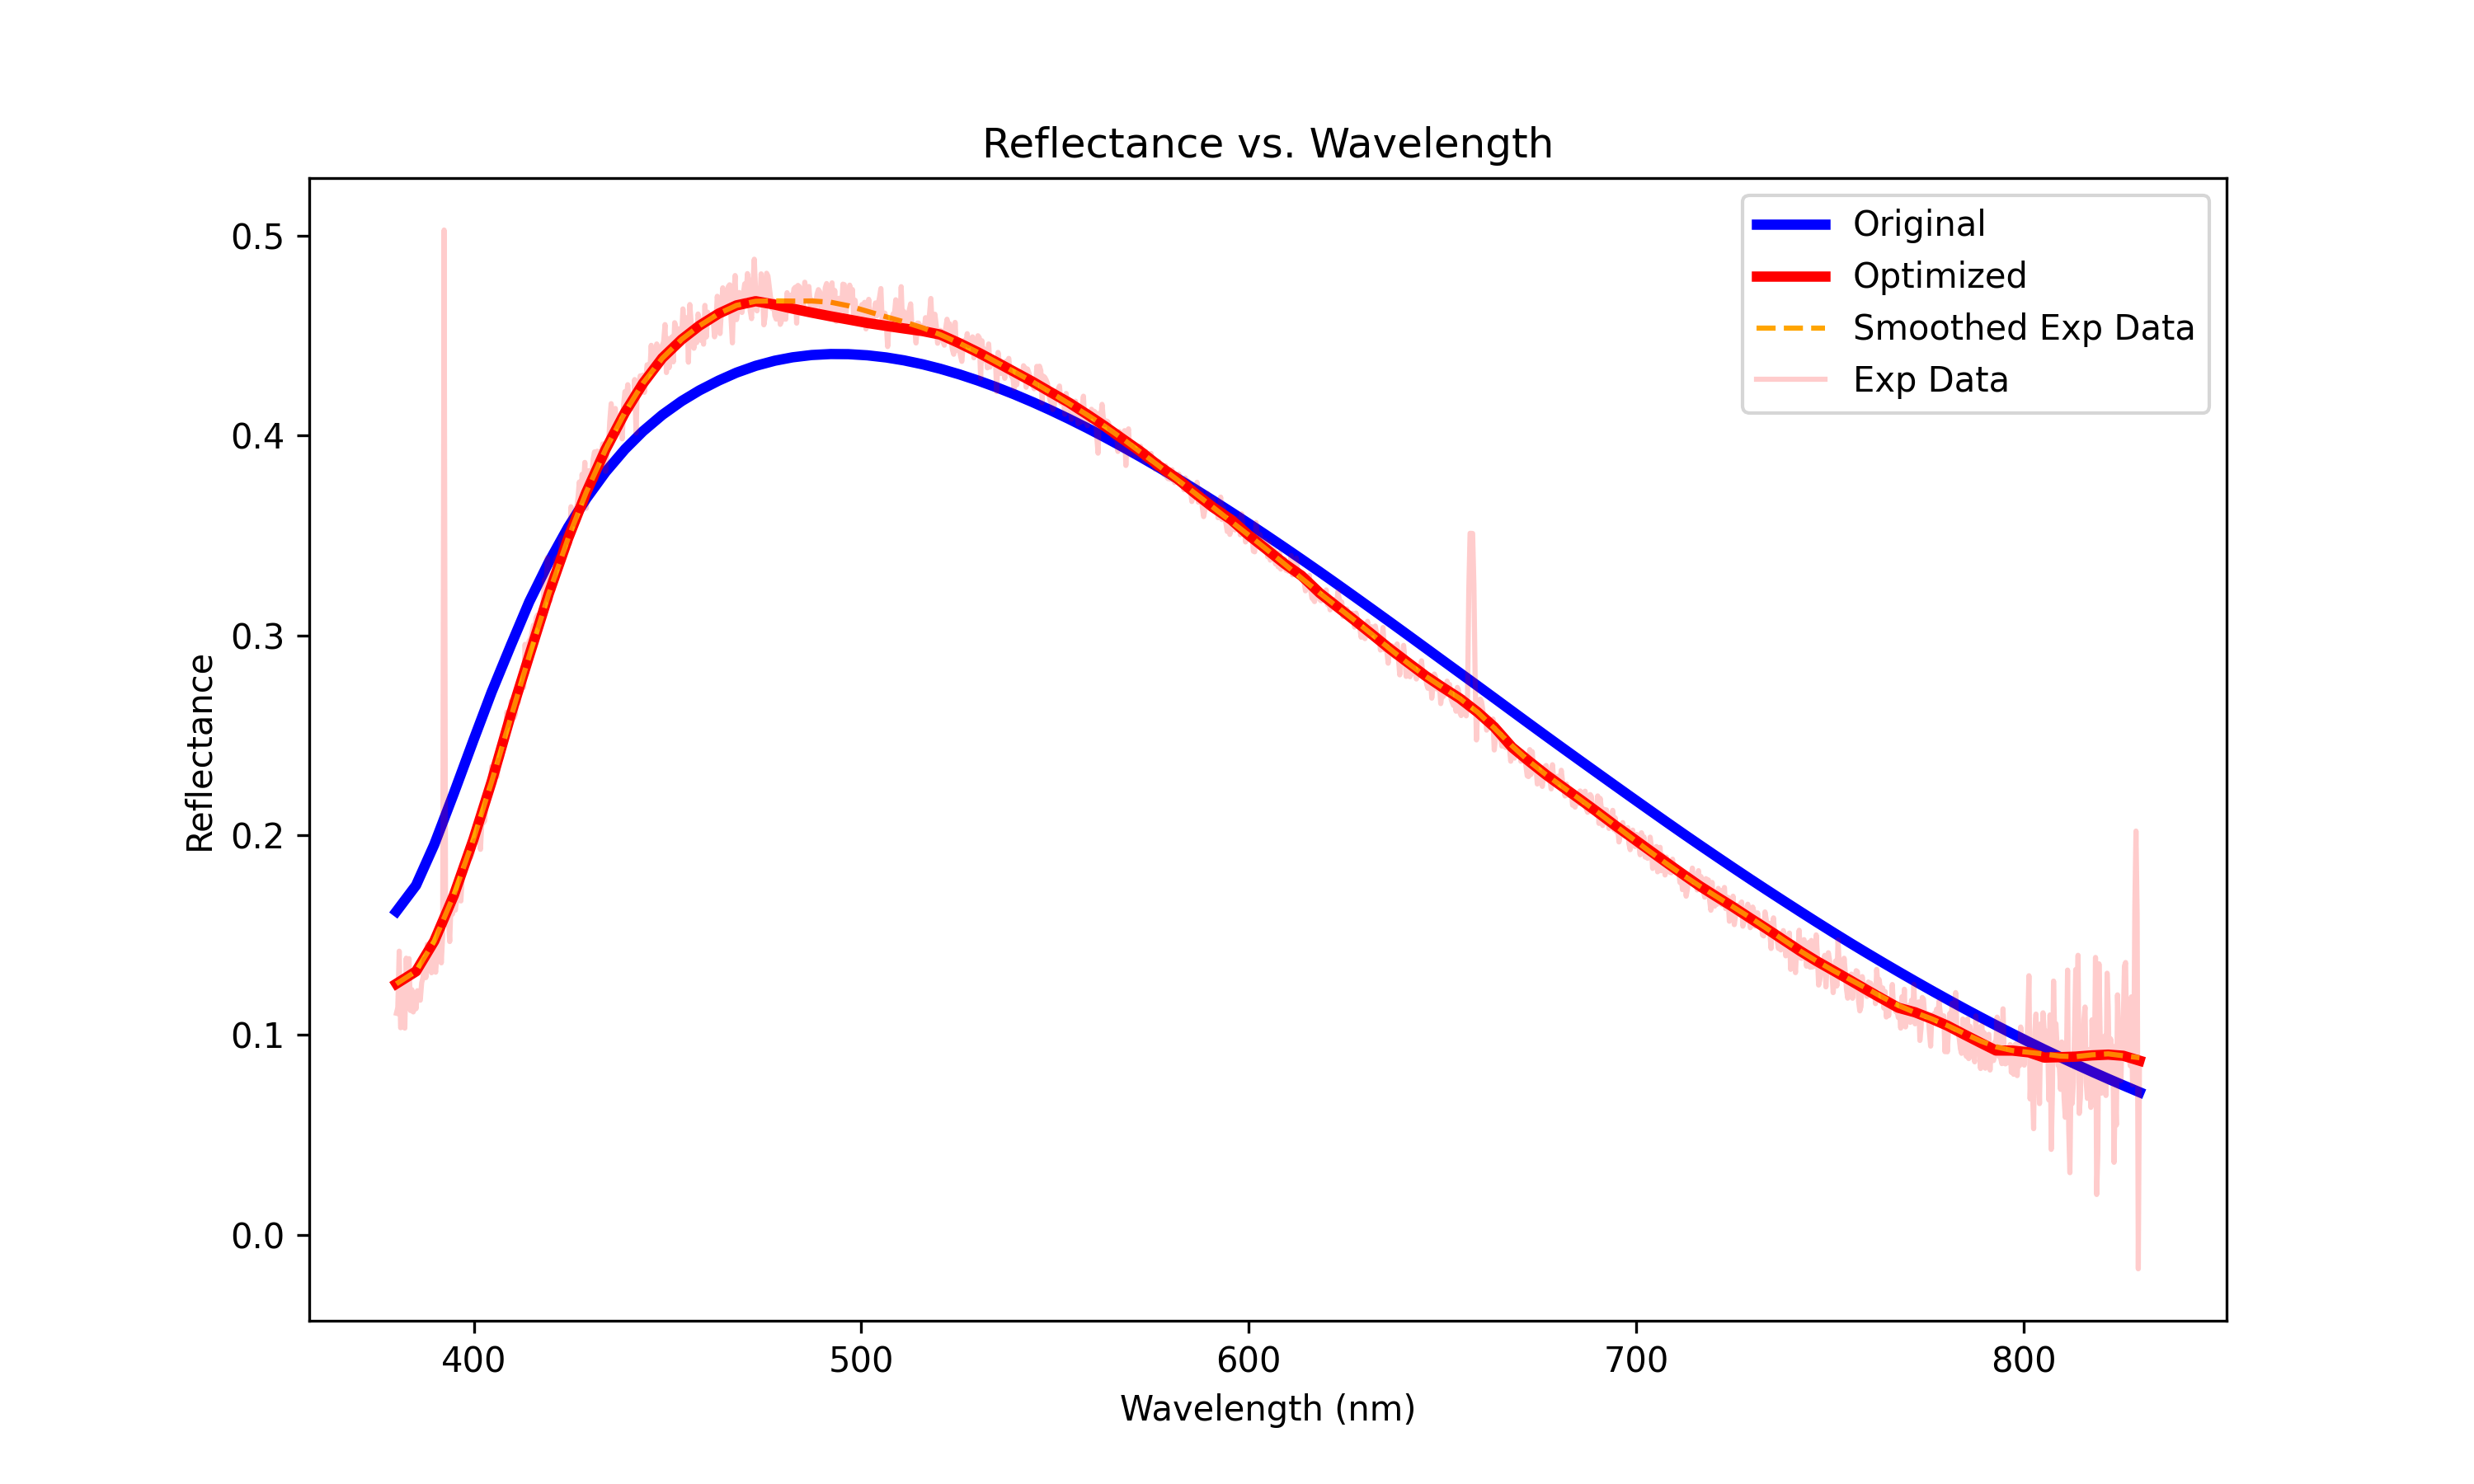 Reflectance vs. Wavelength
Original
Optimized
Smoothed Exp Data
Exp Data
0.5
0.4
0.3
0.2
0.1
0.0
Reflectance
400 500 600 700 800
Wavelength (nm)